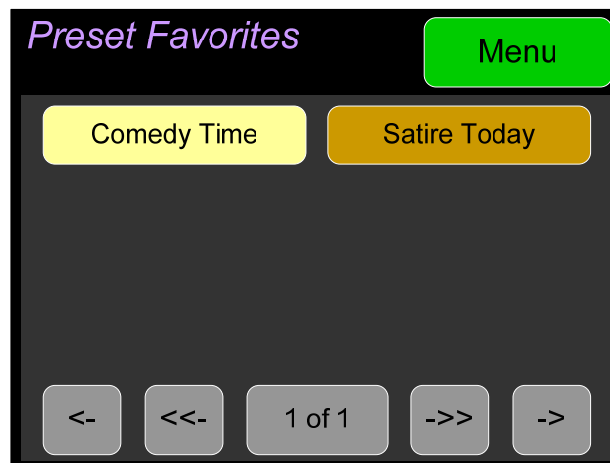 Preset Favorites
Menu
Comedy Time
Satire Today
<-
<<-
1 of 1
->>
->